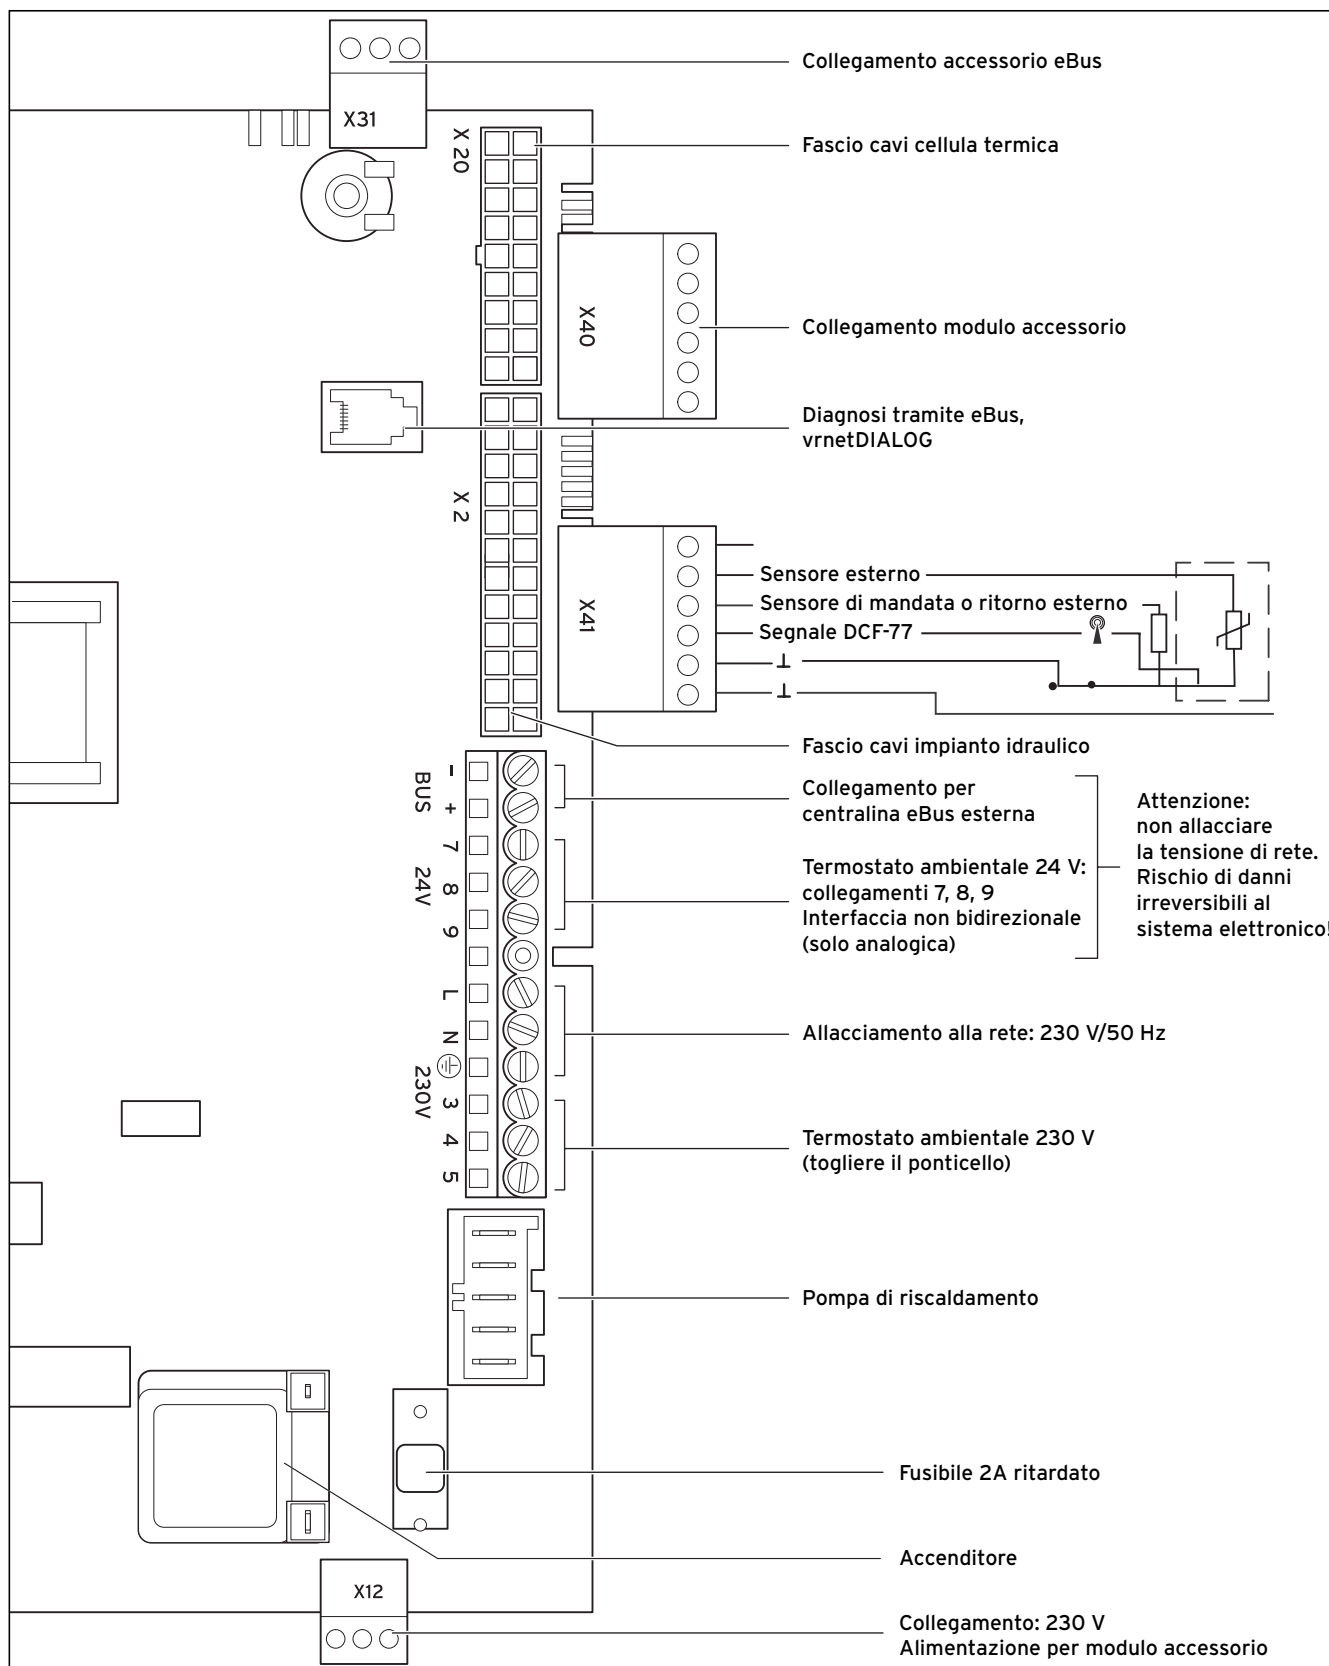 Collegamento accessorio eBus
X31
X 20
Fascio cavi cellula termica
X40
Collegamento modulo accessorio
Diagnosi tramite eBus,
vrnetDIALOG
X 2
X41
Sensore esterno
Sensore di mandata o ritorno esterno
Segnale DCF-77
Fascio cavi impianto idraulico
BUS
-
+
Collegamento per
centralina eBus esterna
24V
7
8
9
Termostato ambientale 24 V:
collegamenti 7, 8, 9
Interfaccia non bidirezionale
(solo analogica)
Attenzione:
non allacciare
la tensione di rete.
Rischio di danni
irreversibili al
sistema elettronico!
L
N
Allacciamento alla rete: 230 V/50 Hz
230V
3
4
5
Termostato ambientale 230 V
(togliere il ponticello)
Pompa di riscaldamento
Fusibile 2A ritardato
Accenditore
X12
Collegamento: 230 V
Alimentazione per modulo accessorio